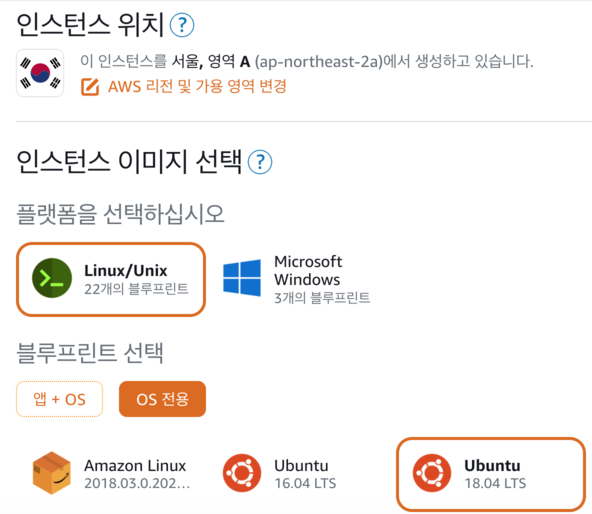 인스턴스 위치 ?
이 인스턴스를 서울, 영역 A (ap-northeast-2a)에서 생성하고 있습니다.
AWS 리전 및 가용 영역 변경
인스턴스 이미지 선택 ?
플랫폼을 선택하십시오
Linux/Unix
22개의 블루프린트
Microsoft
Windows
3개의 블루프린트
블루프린트 선택
앱 + OS
OS 전용
Amazon Linux
2018.03.0.202...
Ubuntu
16.04 LTS
Ubuntu
18.04 LTS